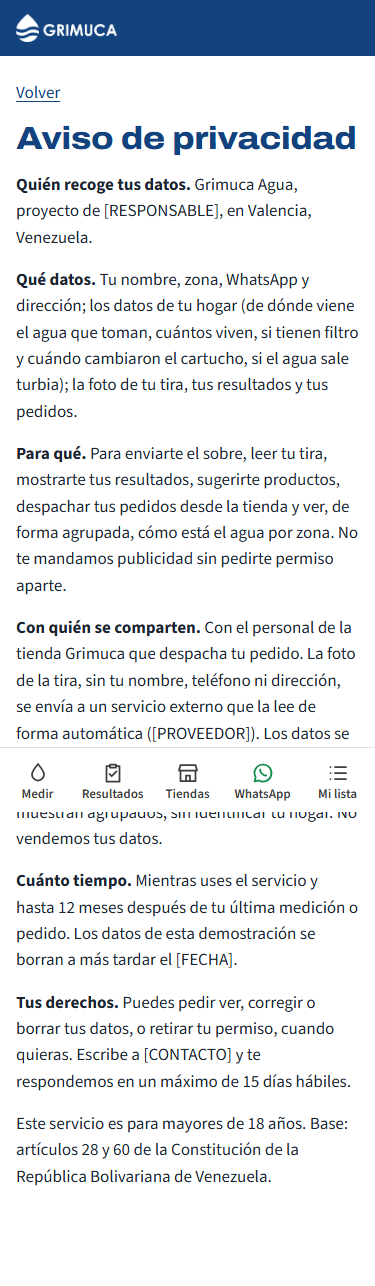 GRIMUCA
Volver
Aviso de privacidad
Quién recoge tus datos. Grimuca Agua,
proyecto de [RESPONSABLE], en Valencia,
Venezuela.
Qué datos. Tu nombre, zona, WhatsApp y
dirección; los datos de tu hogar (de dónde viene
el agua que toman, cuántos viven, si tienen filtro
y cuándo cambiaron el cartucho, si el agua sale
turbia); la foto de tu tira, tus resultados y tus
pedidos.
Para qué. Para enviarte el sobre, leer tu tira,
mostrarte tus resultados, sugerirte productos,
despachar tus pedidos desde la tienda y ver, de
forma agrupada, cómo está el agua por zona. No
te mandamos publicidad sin pedirte permiso
aparte.
Con quién se comparten. Con el personal de la
tienda Grimuca que despacha tu pedido. La foto
de la tira, sin tu nombre, teléfono ni dirección,
se envía a un servicio externo que la lee de
forma automática ([PROVEEDOR]). Los datos se
Medir Resultados Tiendas WhatsApp Mi lista
muestran agrupados, sin identificar tu hogar. No
vendemos tus datos.
Cuánto tiempo. Mientras uses el servicio y
hasta 12 meses después de tu última medición o
pedido. Los datos de esta demostración se
borran a más tardar el [FECHA].
Tus derechos. Puedes pedir ver, corregir o
borrar tus datos, o retirar tu permiso, cuando
quieras. Escribe a [CONTACTO] y te
respondemos en un máximo de 15 días hábiles.
Este servicio es para mayores de 18 años. Base:
artículos 28 y 60 de la Constitución de la
República Bolivariana de Venezuela.